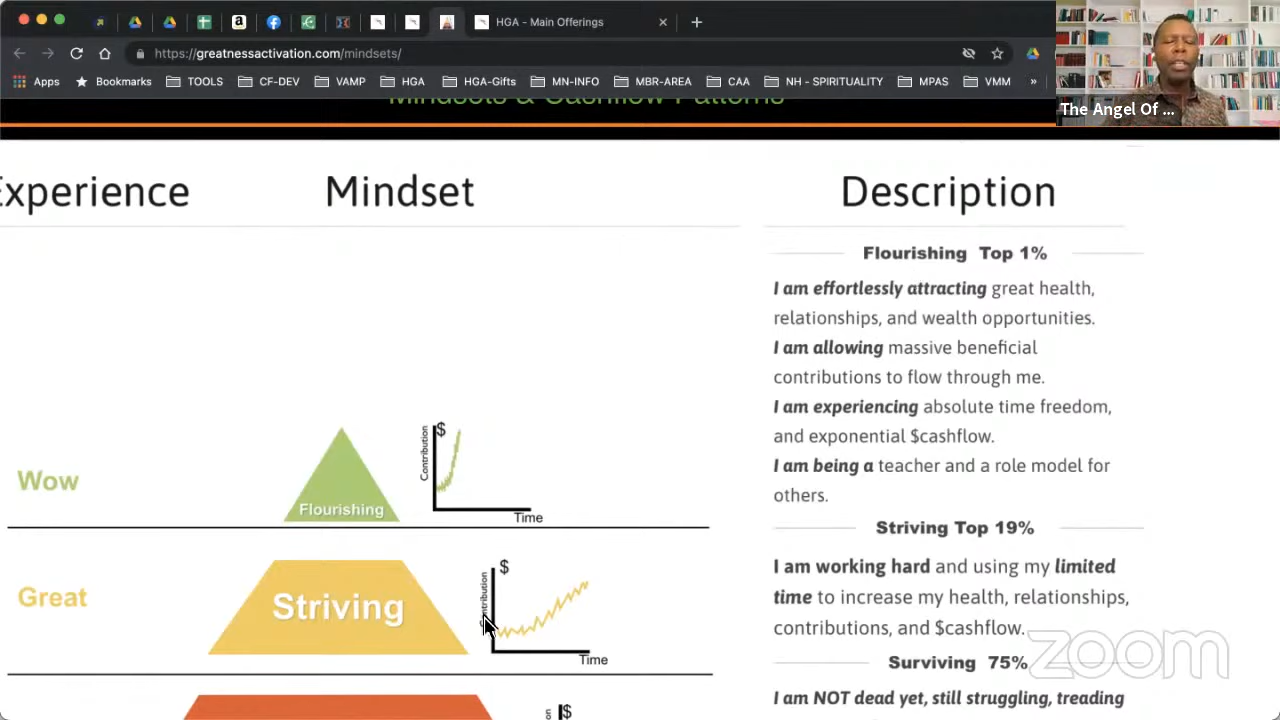 HGA - Main Offerings
https://greatnessactivation.com/mindsets/
Apps Bookmarks TOOLS CF-DEV VAMP HGA HGA-Gifts MN-INFO MBR-AREA CAA NH - SPIRITUALITY MPAS VMM »
The Angel Of ...
Mindsets & Cashflow Patterns
Experience Mindset Description
Flourishing Top 1%
I am effortlessly attracting great health,
relationships, and wealth opportunities.
I am allowing massive beneficial
contributions to flow through me.
I am experiencing absolute time freedom,
and exponential $cashflow.
I am being a teacher and a role model for
others.
Wow
Flourishing
Contribution
$
Time
Striving Top 19%
I am working hard and using my limited
time to increase my health, relationships,
contributions, and $cashflow.
Great
Striving
$
Time
Surviving 75%
I am NOT dead yet, still struggling, treading
$
zoom